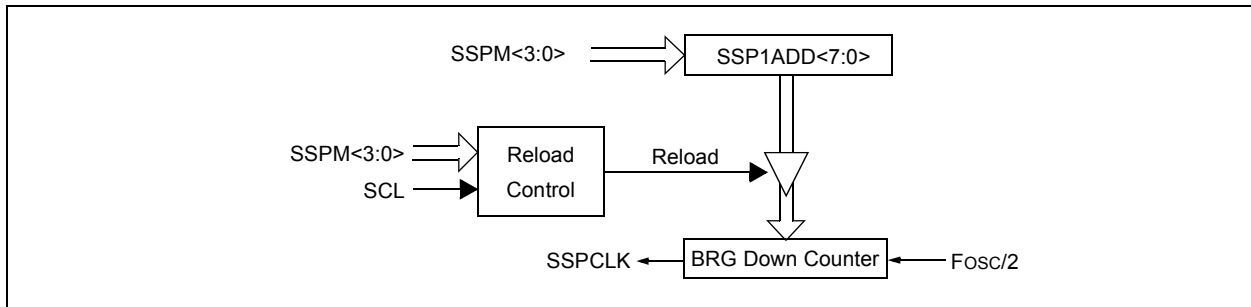 SSPM<3:0>
SSP1ADD<7:0>
SSPM<3:0>
SCL
Reload
Control
Reload
SSPCLK
BRG Down Counter
FOSC/2